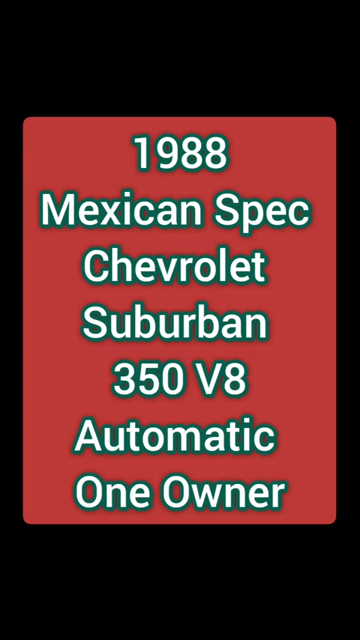 1988
Mexican Spec
Chevrolet
Suburban
350 V8
Automatic
One Owner